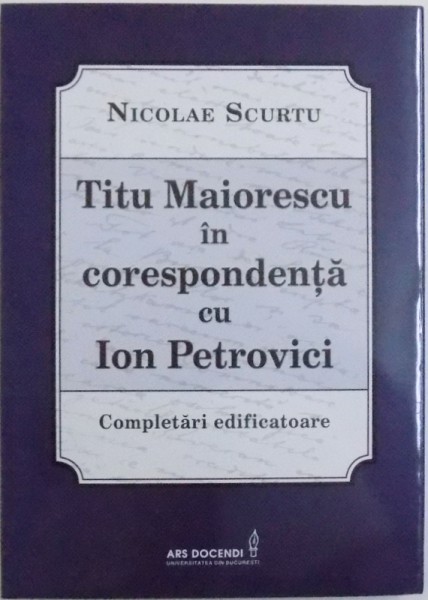 NICOLAE SCURTU
Titu Maiorescu
în
corespondență
cu
Ion Petrovici
Completări edificatoare
ARS DOCENDI
UNIVERSITATEA DIN BUCUREȘTI